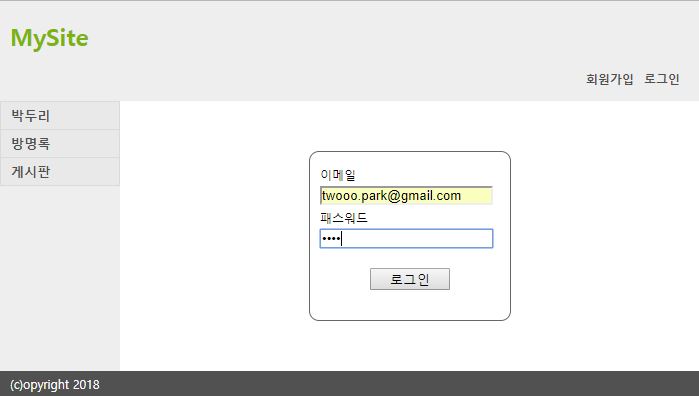 MySite
회원가입 로그인
박두리
방명록
게시판
이메일
twooo.park@gmail.com
패스워드
••••
로그인
(c)opyright 2018